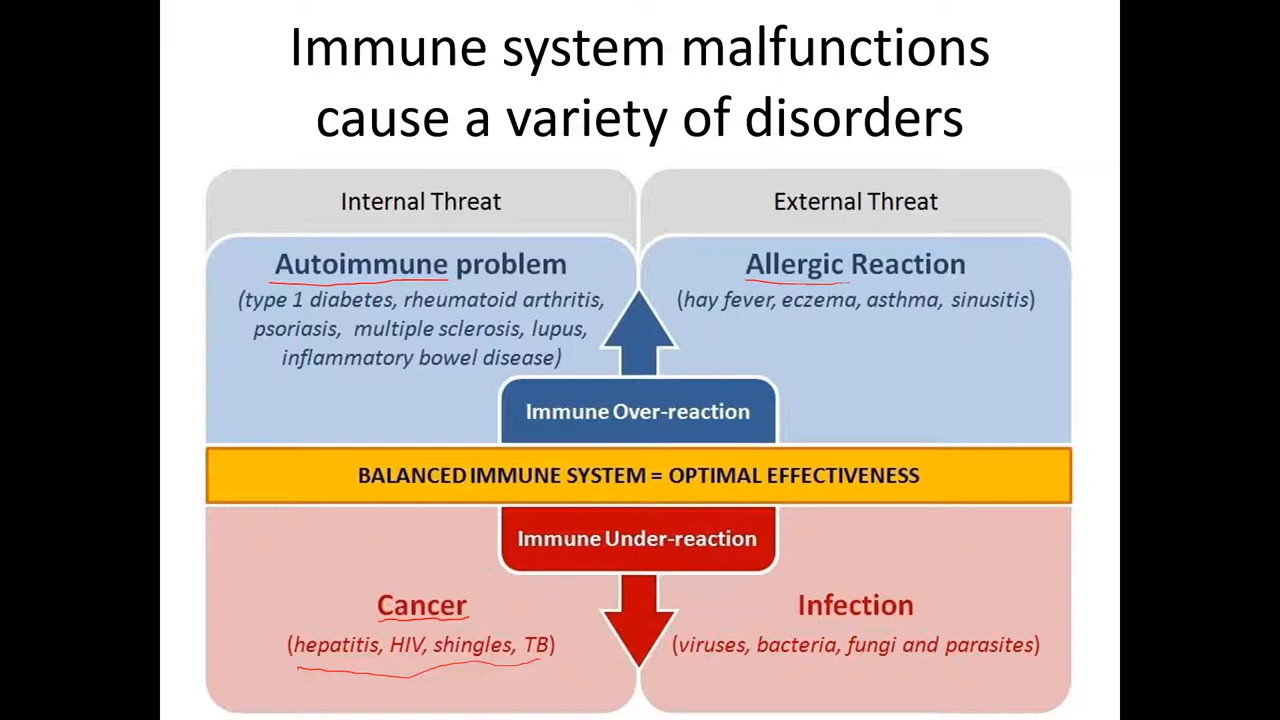 Immune system malfunctions
cause a variety of disorders
Internal Threat
External Threat
Autoimmune problem
(type 1 diabetes, rheumatoid arthritis,
psoriasis, multiple sclerosis, lupus,
inflammatory bowel disease)
Allergic Reaction
(hay fever, eczema, asthma, sinusitis)
Immune Over-reaction
BALANCED IMMUNE SYSTEM = OPTIMAL EFFECTIVENESS
Immune Under-reaction
Cancer
(hepatitis, HIV, shingles, TB)
Infection
(viruses, bacteria, fungi and parasites)